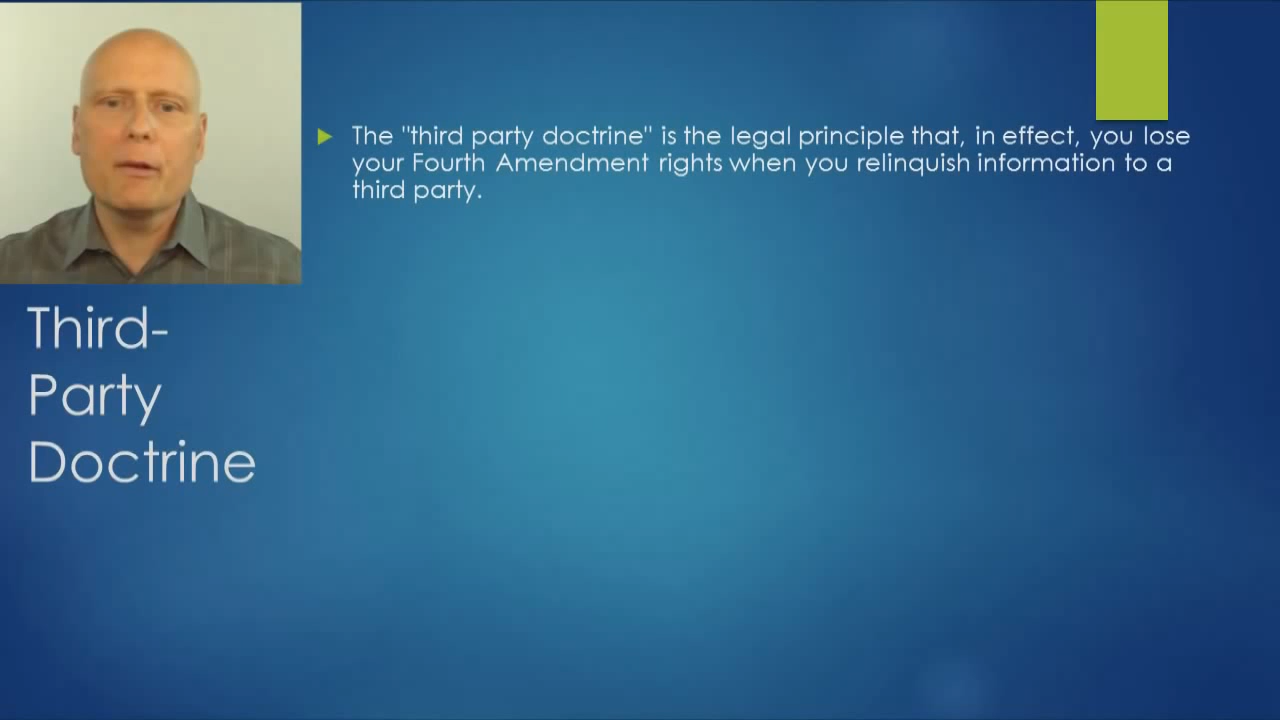 Third-
Party
Doctrine
The "third party doctrine" is the legal principle that, in effect, you lose
your Fourth Amendment rights when you relinquish information to a
third party.